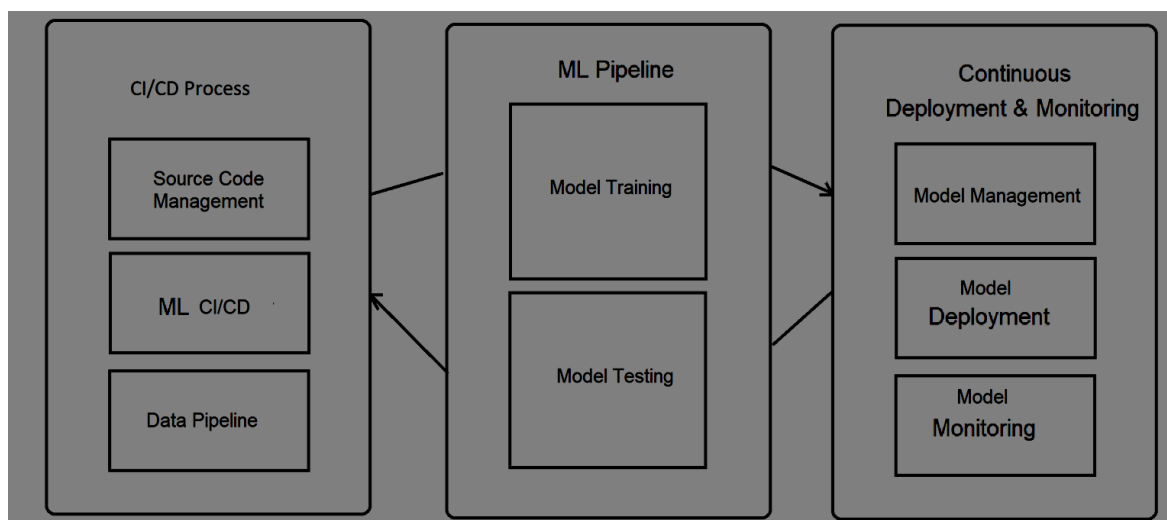 CI/CD Process
Source Code
Management
ML CI/CD
Data Pipeline
ML Pipeline
Model Training
Model Testing
Continuous
Deployment & Monitoring
Model Management
Model
Deployment
Model
Monitoring